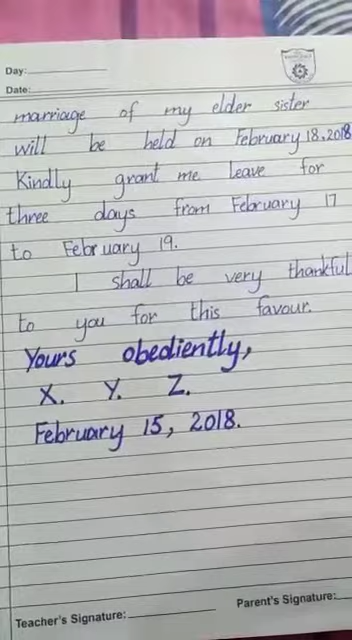 Day:
Date:
marriage of my elder sister
will be held on February 18, 2018
Kindly grant me leave for
three days from February 17
to February 19.
I shall be very thankful
to you for this favour.
Yours obediently,
X. Y. Z.
February 15, 2018.
Teacher's Signature:
Parent's Signature: